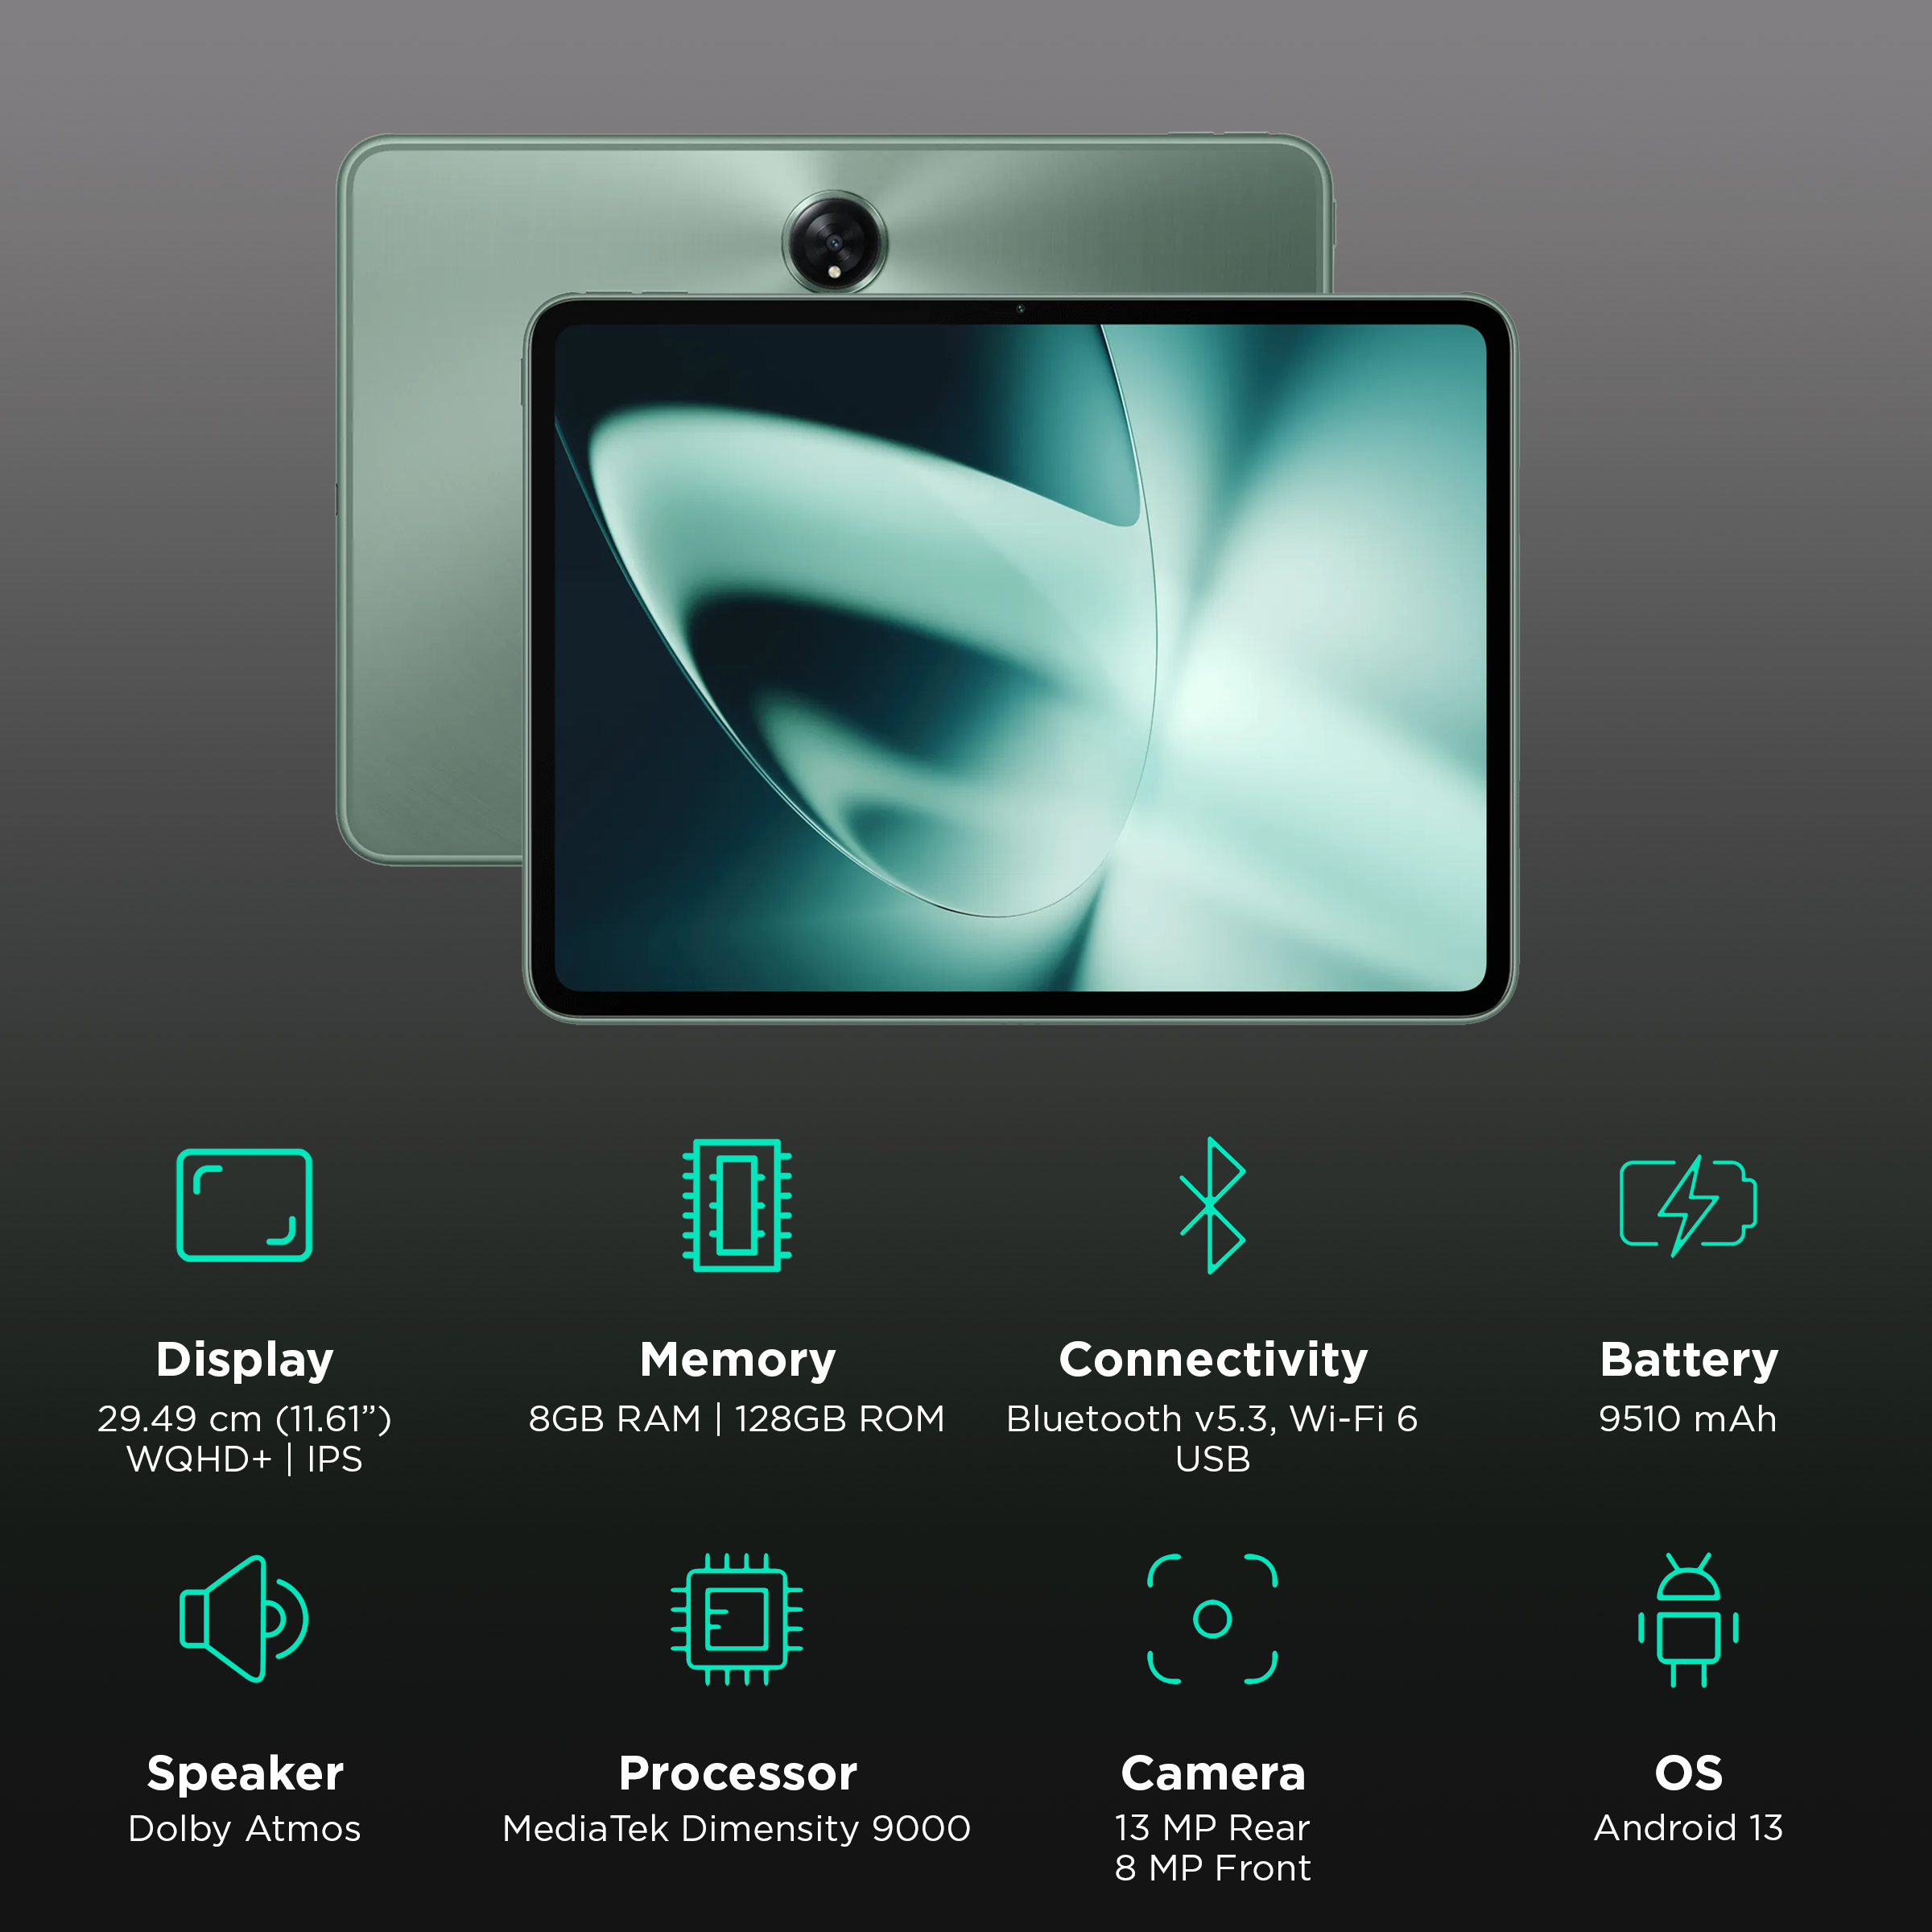 Display
29.49 cm (11.61”)
WQHD+ | IPS
Memory
8GB RAM | 128GB ROM
Connectivity
Bluetooth v5.3, Wi-Fi 6
USB
Battery
9510 mAh
Speaker
Dolby Atmos
Processor
MediaTek Dimensity 9000
Camera
13 MP Rear
8 MP Front
OS
Android 13